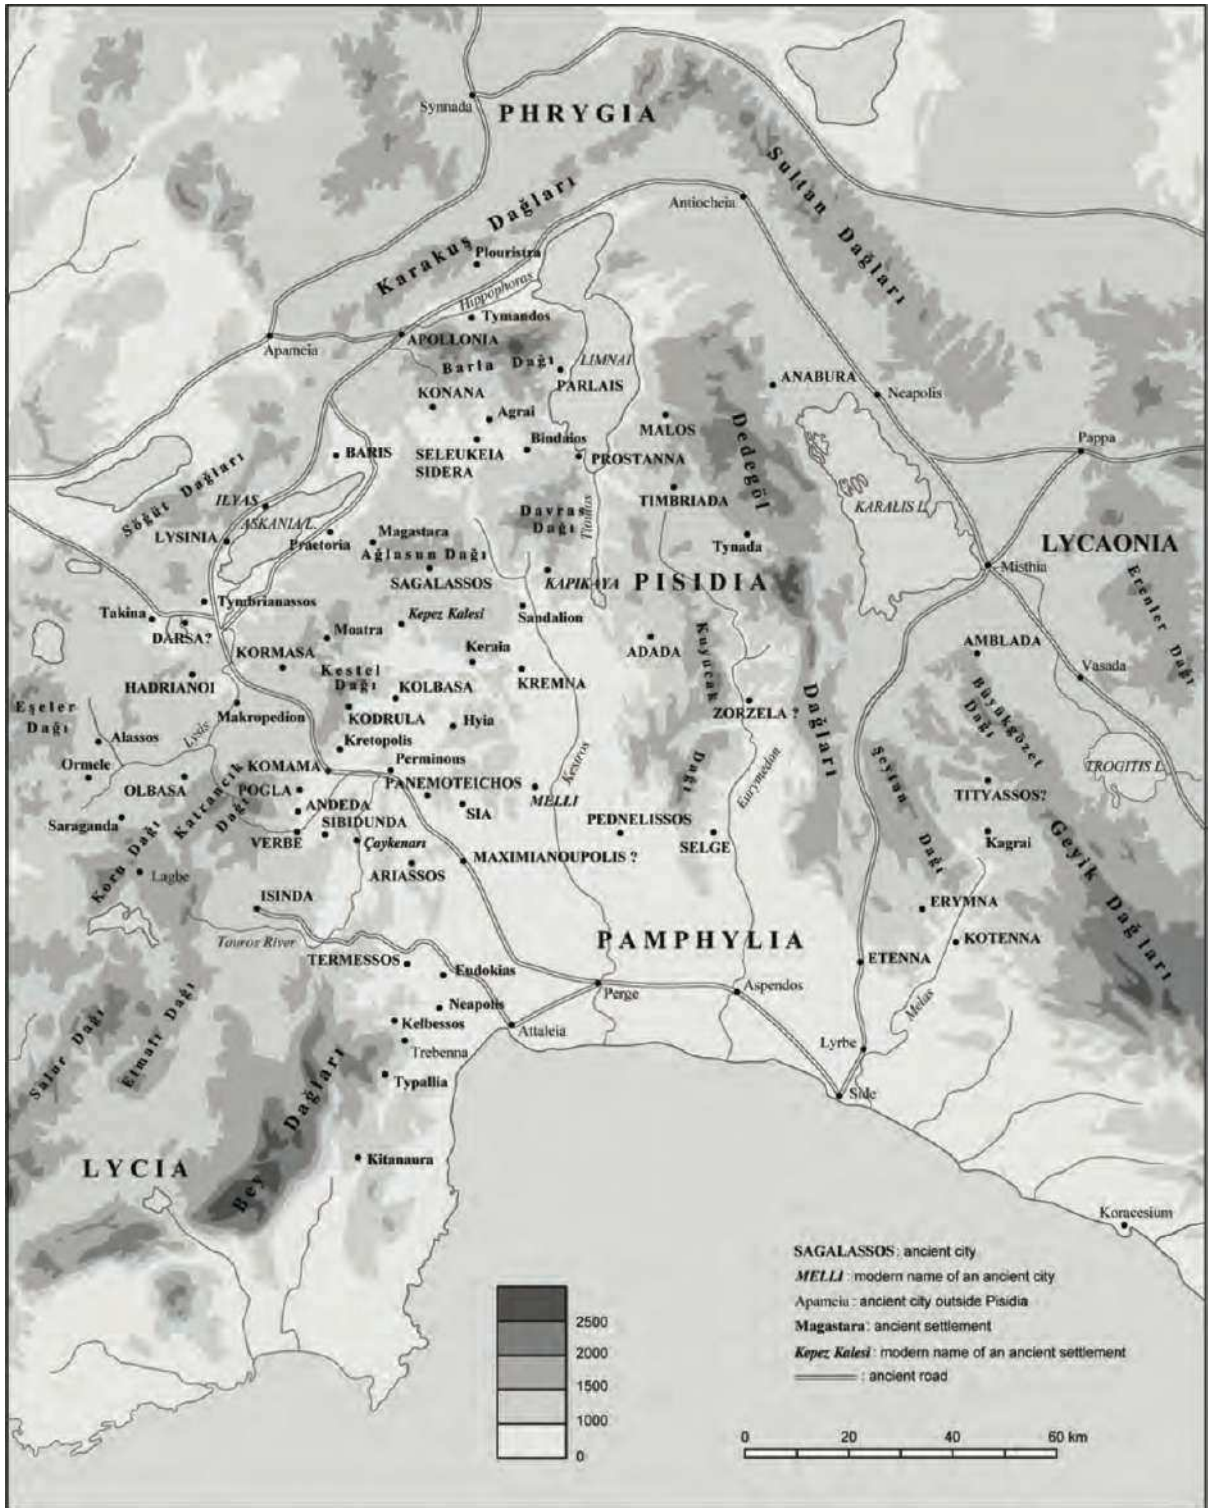 Synnada
PHRYGIA
Sultan Dağları
Antiocheia
Karakuş Dağları
Plouristra
Hippophoras
Tymandos
Apameia
APOLLONIA
Barla Dağı
LIMNAI
PARLAIS
ANABURA
Neapolis
KONANA
Agrai
MALOS
Dedegöl
Dağları
Pappa
BARIS
SELEUKEIA
SIDERA
Bindaios
PROSTANNA
Söğüt Dağları
ILYAS
ASKANIA L.
TIMBRIADA
KARALIS L.
LYSINIA
Praetoria
Magastara
Davras
Dağı
Tioulos
Tynada
LYCAONIA
Ağlasun Dağı
SAGALASSOS
KAPIKAYA
PISIDIA
Misthia
Erenler Dağı
Takina
Tymbrianassos
DARSA?
Kepez Kalesi
Sandalion
Moatra
KORMASA
Keraia
ADADA
Kuyucak
Dağı
AMBLADA
Vasada
HADRIANOI
Kestel
Dağı
KOLBASA
KREMNA
Büyükgözet
Dağı
Eşeler
Dağı
Makropedion
KODRULA
Hyia
ZORZELA ?
Alassos
Lysis
Kretopolis
Kestros
Eurymedon
Şeytan
Dağı
TROGITIS L.
Ormele
OLBASA
KOMAMA
Perminous
Katrancık
Dağı
POGLA
PANEMOTEICHOS
MELLI
TITYASSOS?
Saraganda
ANDEDA
SIBIDUNDA
SIA
PEDNELISSOS
SELGE
Kagrai
Geyik Dağları
VERBE
Çaykenarı
Koru Dağı
Lagbe
ARIASSOS
MAXIMIANOUPOLIS ?
ISINDA
ERYMNA
Tauros River
PAMPHYLIA
KOTENNA
TERMESSOS
Eudokias
ETENNA
Perge
Aspendos
Melas
Neapolis
Kelbessos
Attaleia
Salur Dağı
Elmalı Dağı
Trebenna
Lyrbe
Typallia
Side
Bey Dağları
LYCIA
Kitanaura
Koracesium
SAGALASSOS : ancient city
MELLI : modern name of an ancient city
Apameia : ancient city outside Pisidia
Magastara: ancient settlement
Kepez Kalesi : modern name of an ancient settlement
: ancient road
2500
2000
1500
1000
0
0 20 40 60 km